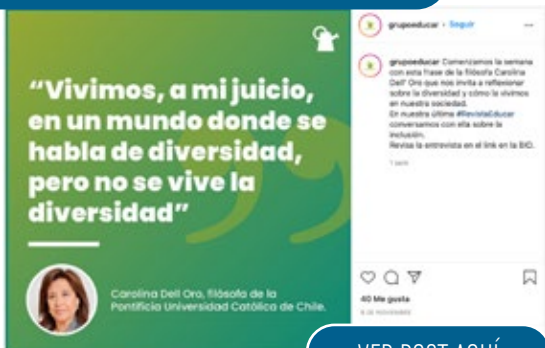 “Vivimos, a mi juicio,
en un mundo donde se
habla de diversidad,
pero no se vive la
diversidad”
Carolina Dell Oro, filósofa de la
Pontificia Universidad Católica de Chile.
grupoeducar • Seguir
grupoeducar Comenzamos la semana
con esta frase de la filósofa Carolina
Dell' Oro que nos invita a reflexionar
sobre la diversidad y cómo la vivimos
en nuestra sociedad.
En nuestra última #RevistaEducar
conversamos con ella sobre la
inclusión.
Revisa la entrevista en el link en la BIO.
1 sem
40 Me gusta
DE NOVIEMBRE
VER POST AQUÍ